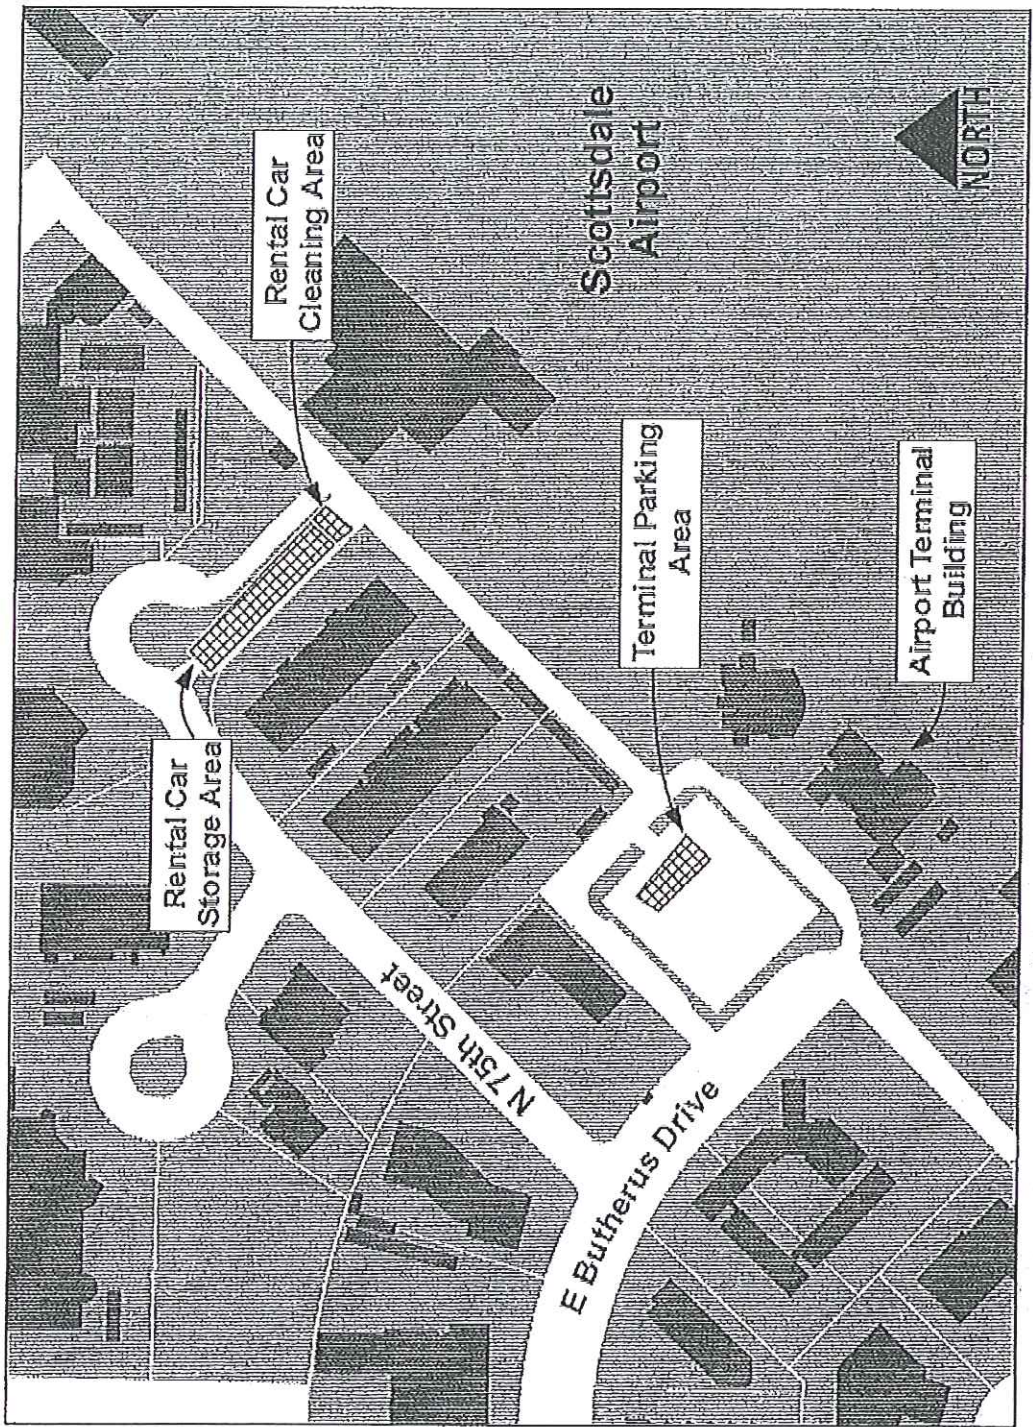 Rental Car
Storage Area
Rental Car
Cleaning Area
N 75th Street
E Butherus Drive
Terminal Parking
Area
Scottsdale
Airport
Airport Terminal
Building
NORTH